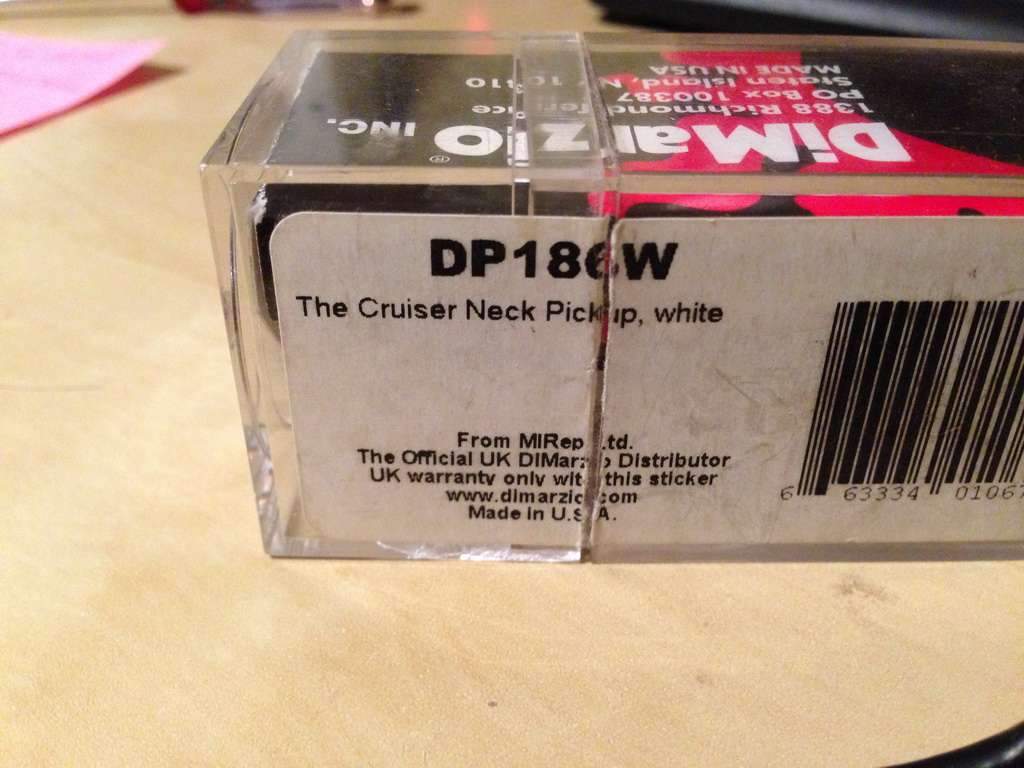 DiMarzio® INC.
1388 Richmond Terrace
PO Box 100387
Staten Island, N
10310
MADE IN USA
DP186W
The Cruiser Neck Pickup, white
From MIRep Ltd.
The Official UK DiMarzio Distributor
UK warranty only with this sticker
www.dimarzio.com
Made in U.S.A.
6 63334 01067